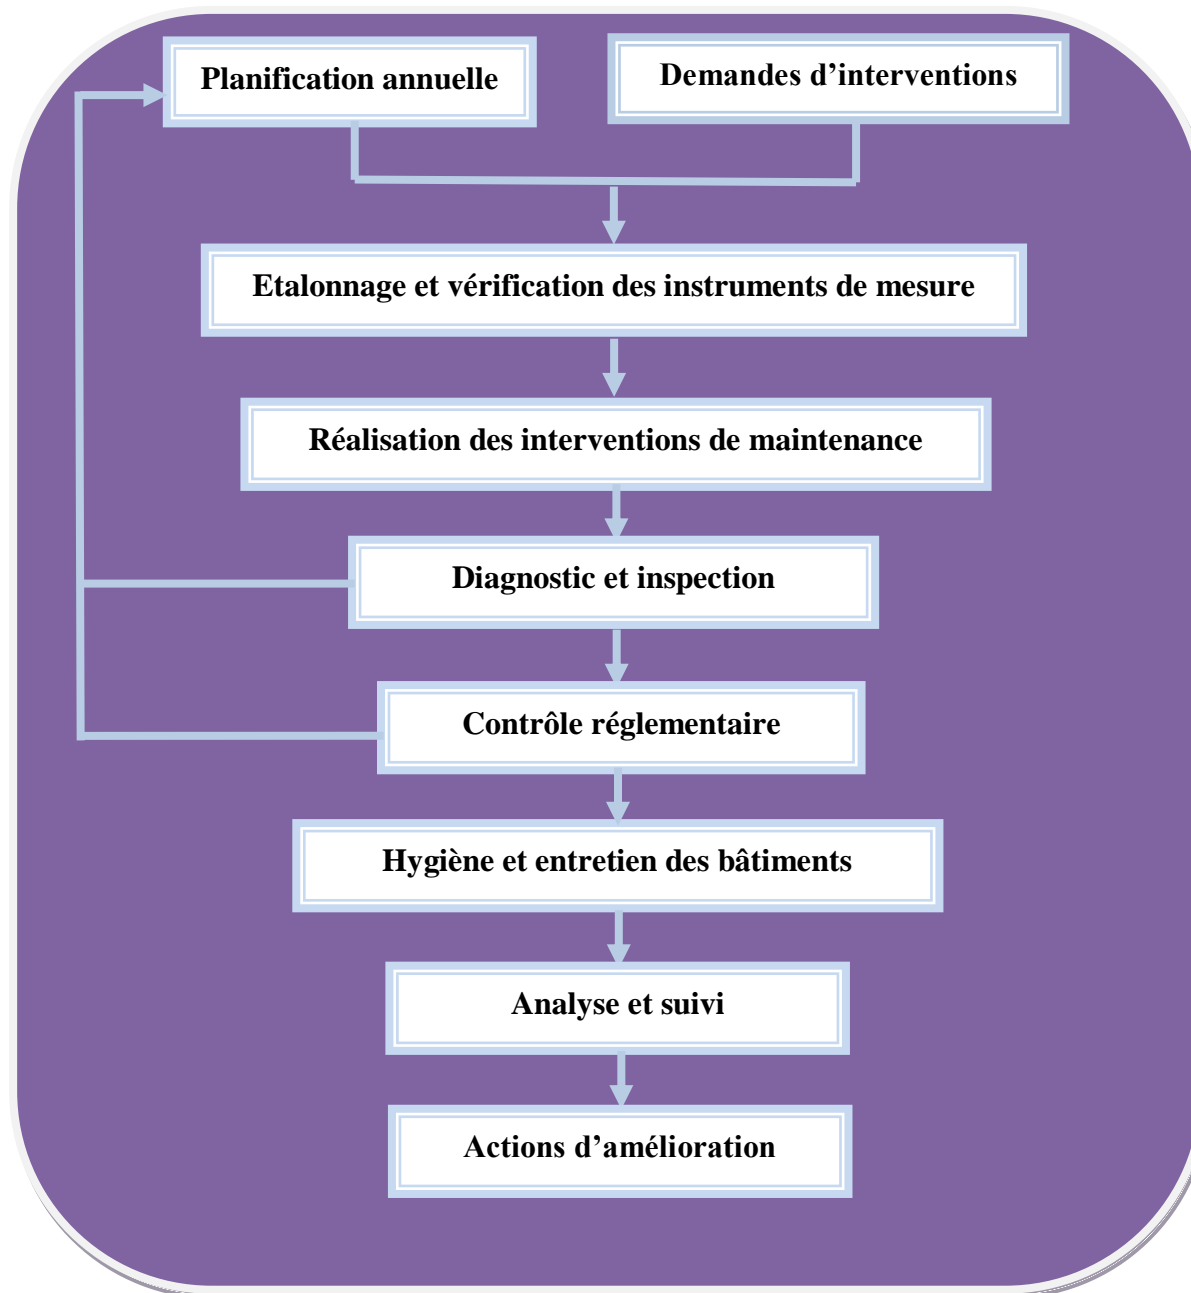 Planification annuelle
Demandes d’interventions
Etalonnage et vérification des instruments de mesure
Réalisation des interventions de maintenance
Diagnostic et inspection
Contrôle réglementaire
Hygiène et entretien des bâtiments
Analyse et suivi
Actions d’amélioration